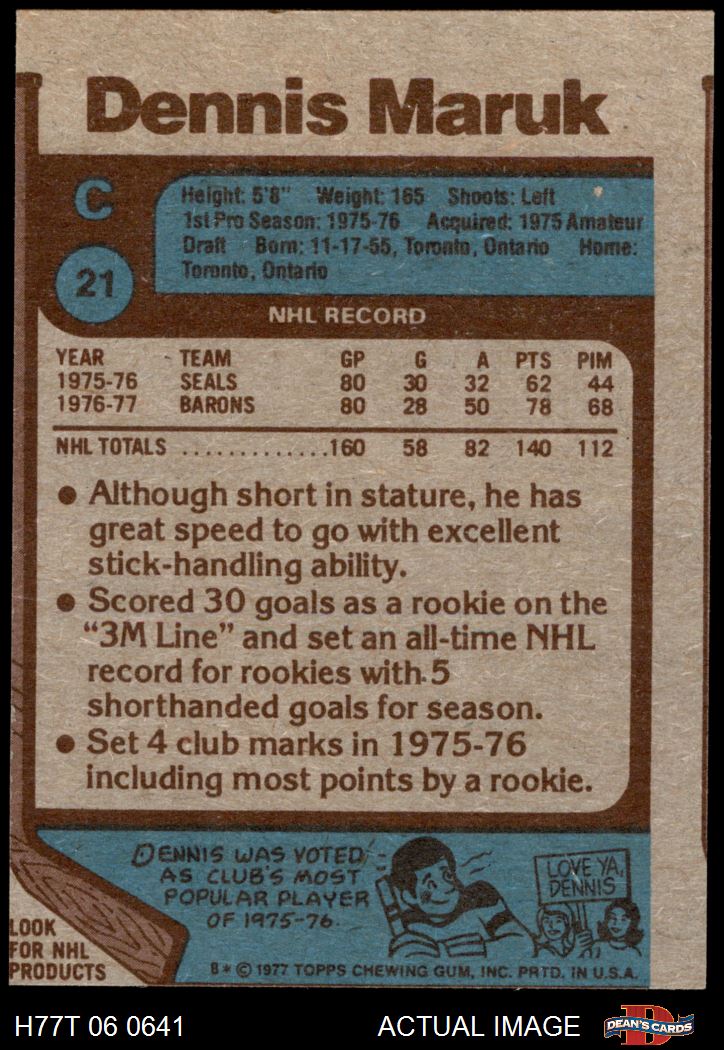 Dennis Maruk
C
21
Height: 5'8" Weight: 165 Shoots: Left
1st Pro Season: 1975-76 Acquired: 1975 Amateur
Draft Born: 11-17-55, Toronto, Ontario Home:
Toronto, Ontario
NHL RECORD
YEAR TEAM GP G A PTS PIM
1975-76 SEALS 80 30 32 62 44
1976-77 BARONS 80 28 50 78 68
NHL TOTALS .............160 58 82 140 112
● Although short in stature, he has
great speed to go with excellent
stick-handling ability.
● Scored 30 goals as a rookie on the
"3M Line" and set an all-time NHL
record for rookies with 5
shorthanded goals for season.
● Set 4 club marks in 1975-76
including most points by a rookie.
DENNIS WAS VOTED
AS CLUB'S MOST
POPULAR PLAYER
OF 1975-76.
LOVE YA,
DENNIS
LOOK
FOR NHL
PRODUCTS
B * © 1977 TOPPS CHEWING GUM, INC. PRTD. IN U.S.A.
H77T 06 0641 ACTUAL IMAGE DEAN'S CARDS